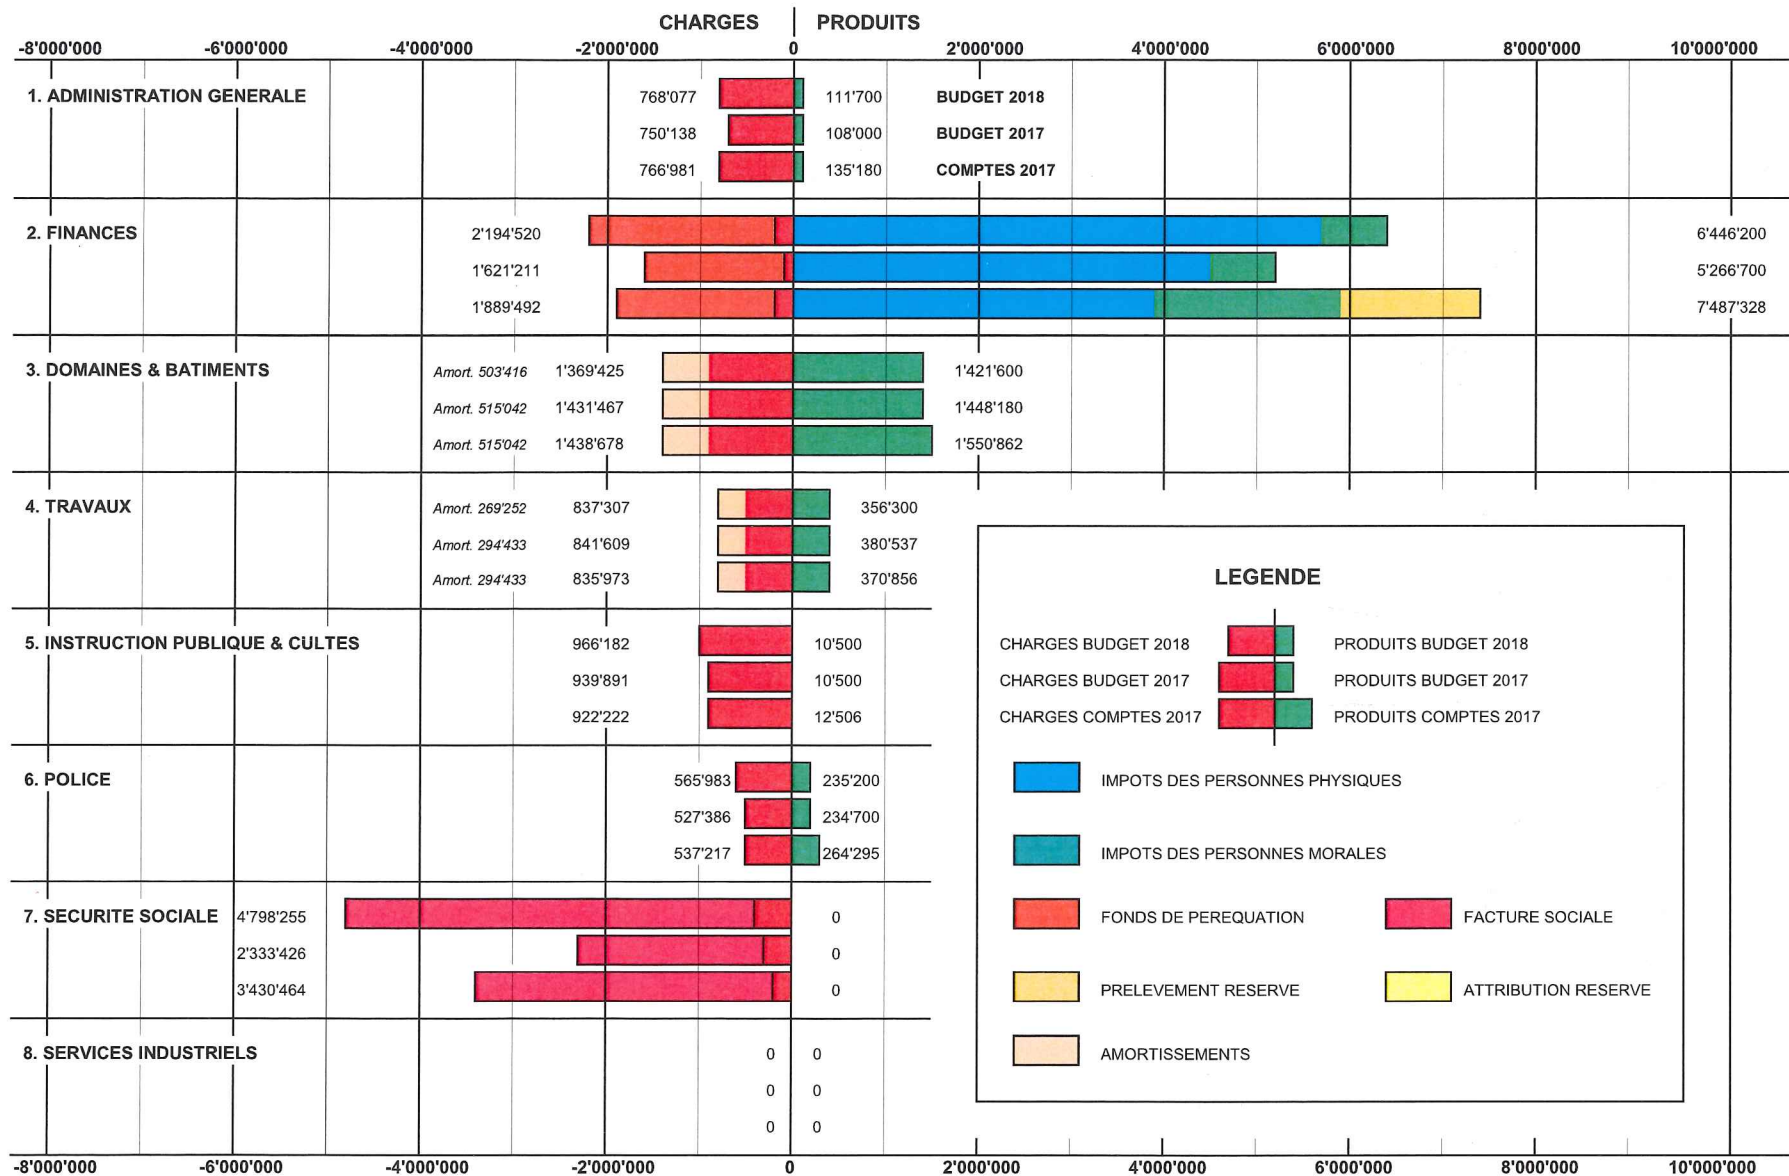 CHARGES PRODUITS
-8'000'000 -6'000'000 -4'000'000 -2'000'000 0 2'000'000 4'000'000 6'000'000 8'000'000 10'000'000
1. ADMINISTRATION GENERALE 768'077 111'700 BUDGET 2018
750'138 108'000 BUDGET 2017
766'981 135'180 COMPTES 2017
2. FINANCES 2'194'520 6'446'200
1'621'211 5'266'700
1'889'492 7'487'328
3. DOMAINES & BATIMENTS Amort. 503'416 1'369'425 1'421'600
Amort. 515'042 1'431'467 1'448'180
Amort. 515'042 1'438'678 1'550'862
4. TRAVAUX Amort. 269'252 837'307 356'300
Amort. 294'433 841'609 380'537
Amort. 294'433 835'973 370'856
5. INSTRUCTION PUBLIQUE & CULTES 966'182 10'500
939'891 10'500
922'222 12'506
6. POLICE 565'983 235'200
527'386 234'700
537'217 264'295
7. SECURITE SOCIALE 4'798'255 0
2'333'426 0
3'430'464 0
8. SERVICES INDUSTRIELS 0 0
0 0
0 0
LEGENDE
CHARGES BUDGET 2018 PRODUITS BUDGET 2018
CHARGES BUDGET 2017 PRODUITS BUDGET 2017
CHARGES COMPTES 2017 PRODUITS COMPTES 2017
IMPOTS DES PERSONNES PHYSIQUES
IMPOTS DES PERSONNES MORALES
FONDS DE PEREQUATION FACTURE SOCIALE
PRELEVEMENT RESERVE ATTRIBUTION RESERVE
AMORTISSEMENTS
-8'000'000 -6'000'000 -4'000'000 -2'000'000 0 2'000'000 4'000'000 6'000'000 8'000'000 10'000'000